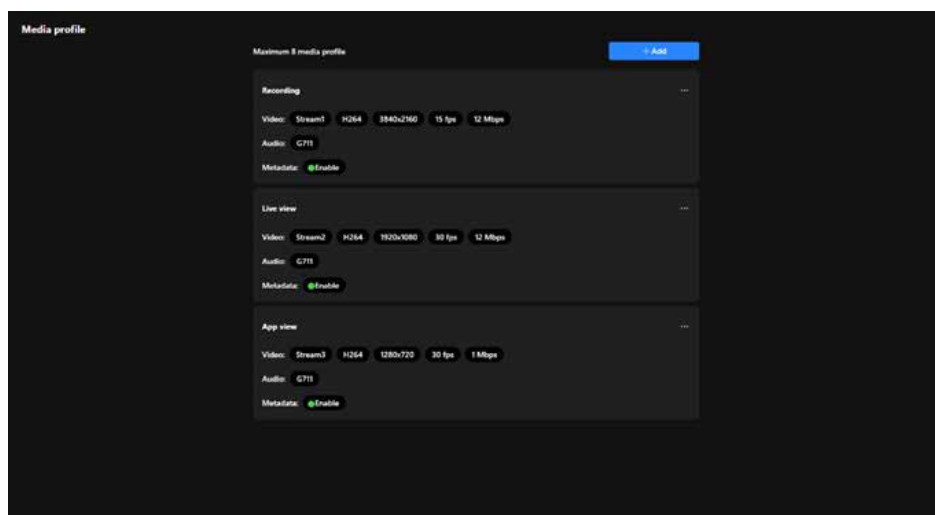 Media profile
Maximum 8 media profile + Add
Recording ...
Video: Stream1 H264 3840x2160 15 fps 12 Mbps
Audio: G711
Metadata: Enable
Live view ...
Video: Stream2 H264 1920x1080 30 fps 12 Mbps
Audio: G711
Metadata: Enable
App view ...
Video: Stream3 H264 1280x720 30 fps 1 Mbps
Audio: G711
Metadata: Enable